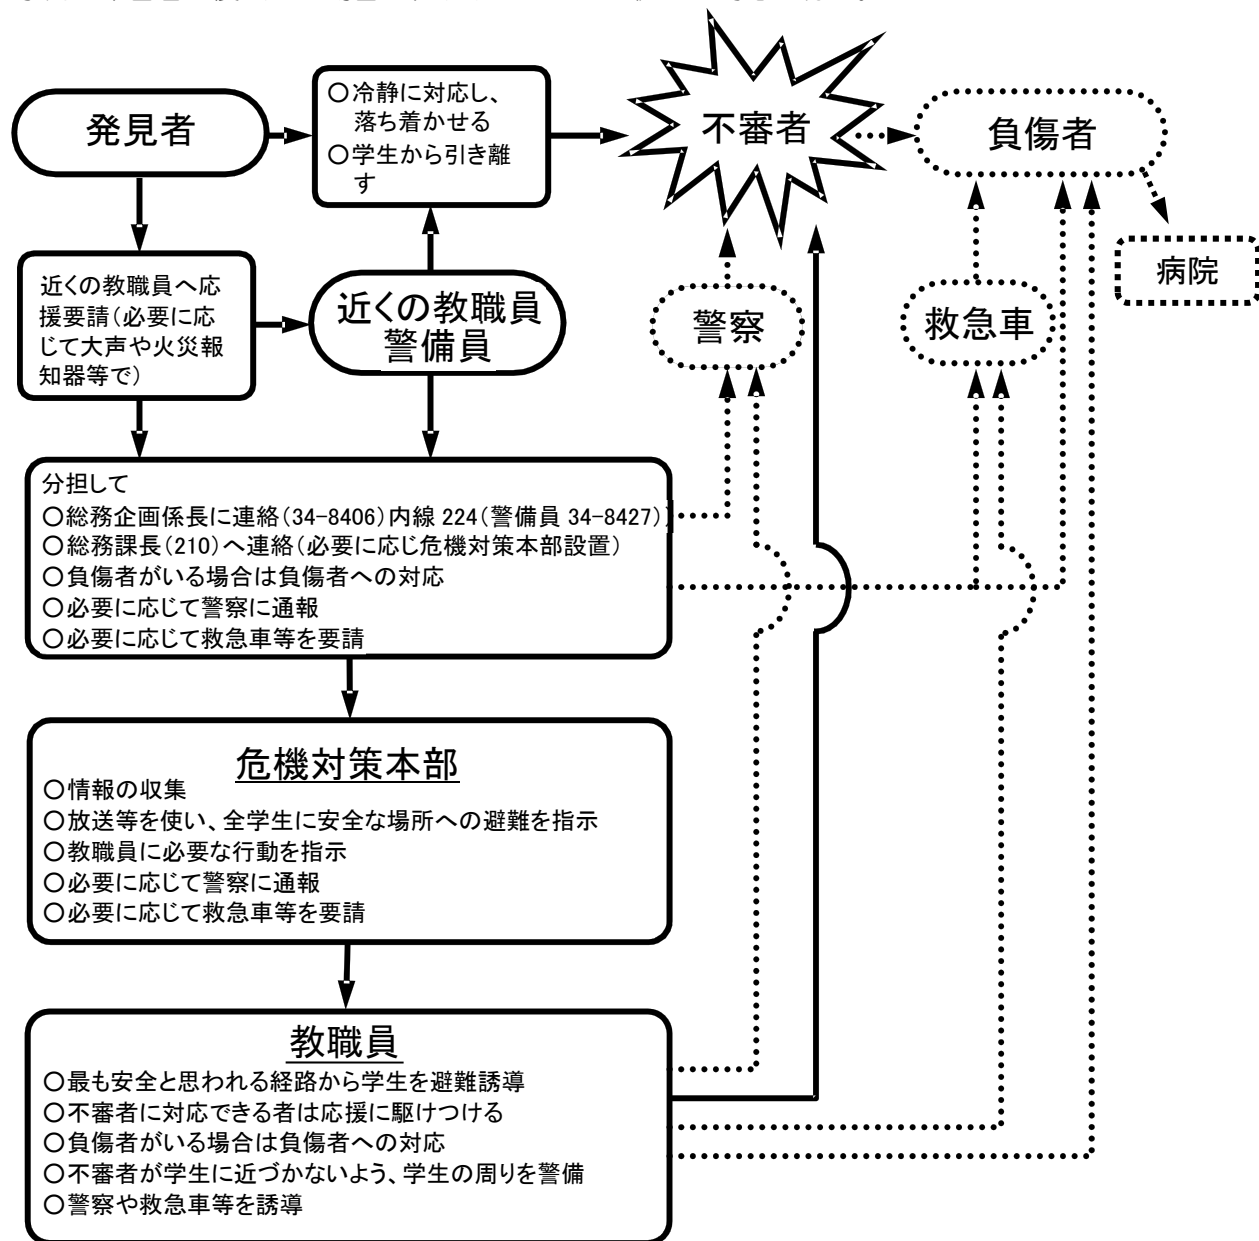 発見者
○冷静に対応し、
落ち着かせる
○学生から引き離
す
不審者
負傷者
病院
近くの教職員へ応
援要請(必要に応
じて大声や火災報
知器等で)
近くの教職員
警備員
警察
救急車
分担して
○総務企画係長に連絡(34-8406)内線 224(警備員 34-8427)
○総務課長(210)へ連絡(必要に応じ危機対策本部設置)
○負傷者がいる場合は負傷者への対応
○必要に応じて警察に通報
○必要に応じて救急車等を要請
危機対策本部
○情報の収集
○放送等を使い、全学生に安全な場所への避難を指示
○教職員に必要な行動を指示
○必要に応じて警察に通報
○必要に応じて救急車等を要請
教職員
○最も安全と思われる経路から学生を避難誘導
○不審者に対応できる者は応援に駆けつける
○負傷者がいる場合は負傷者への対応
○不審者が学生に近づかないよう、学生の周りを警備
○警察や救急車等を誘導